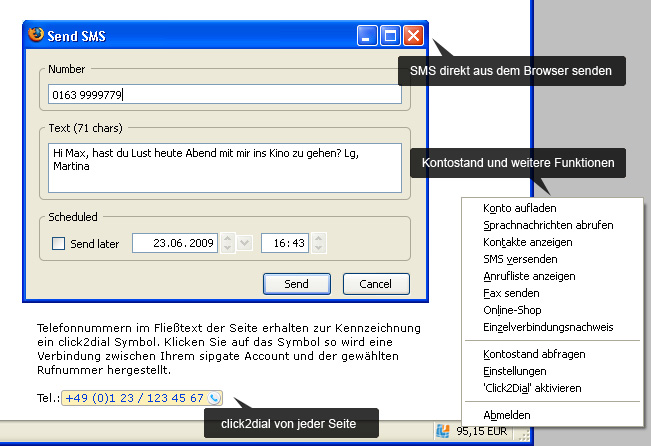 Send SMS
SMS direkt aus dem Browser senden
Number
0163 9999779
Text (71 chars)
Hi Max, hast du Lust heute Abend mit mir ins Kino zu gehen? Lg,
Martina
Kontostand und weitere Funktionen
Scheduled
Send later
23.06.2009
16:43
Send
Cancel
Konto aufladen
Sprachnachrichten abrufen
Kontakte anzeigen
SMS versenden
Anrufliste anzeigen
Fax senden
Online-Shop
Einzelverbindungsnachweis
Kontostand abfragen
Einstellungen
'Click2Dial' aktivieren
Abmelden
Telefonnummern im Fließtext der Seite erhalten zur Kennzeichnung
ein click2dial Symbol. Klicken Sie auf das Symbol so wird eine
Verbindung zwischen Ihrem sipgate Account und der gewählten
Rufnummer hergestellt.
Tel.: +49 (0)1 23 / 123 45 67
click2dial von jeder Seite
95,15 EUR